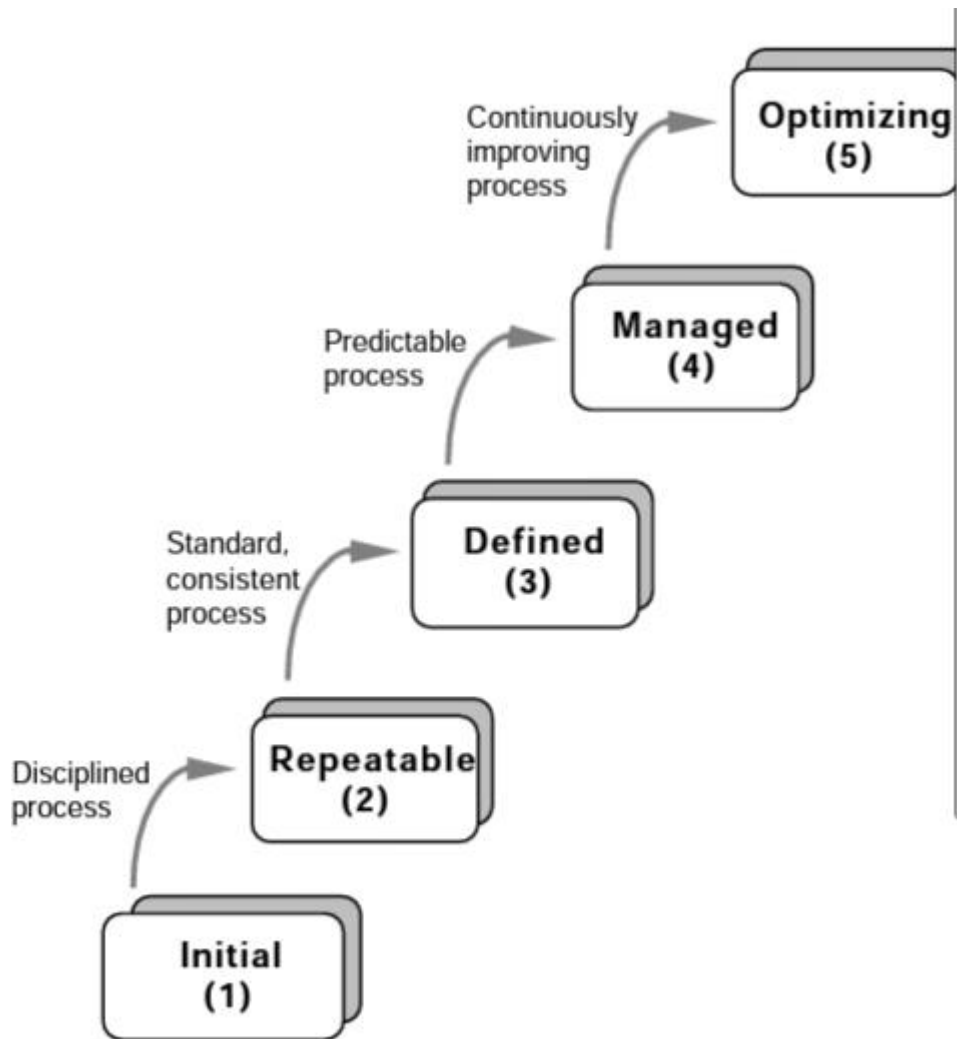 Continuously
improving
process
Optimizing
(5)
Predictable
process
Managed
(4)
Standard,
consistent
process
Defined
(3)
Disciplined
process
Repeatable
(2)
Initial
(1)